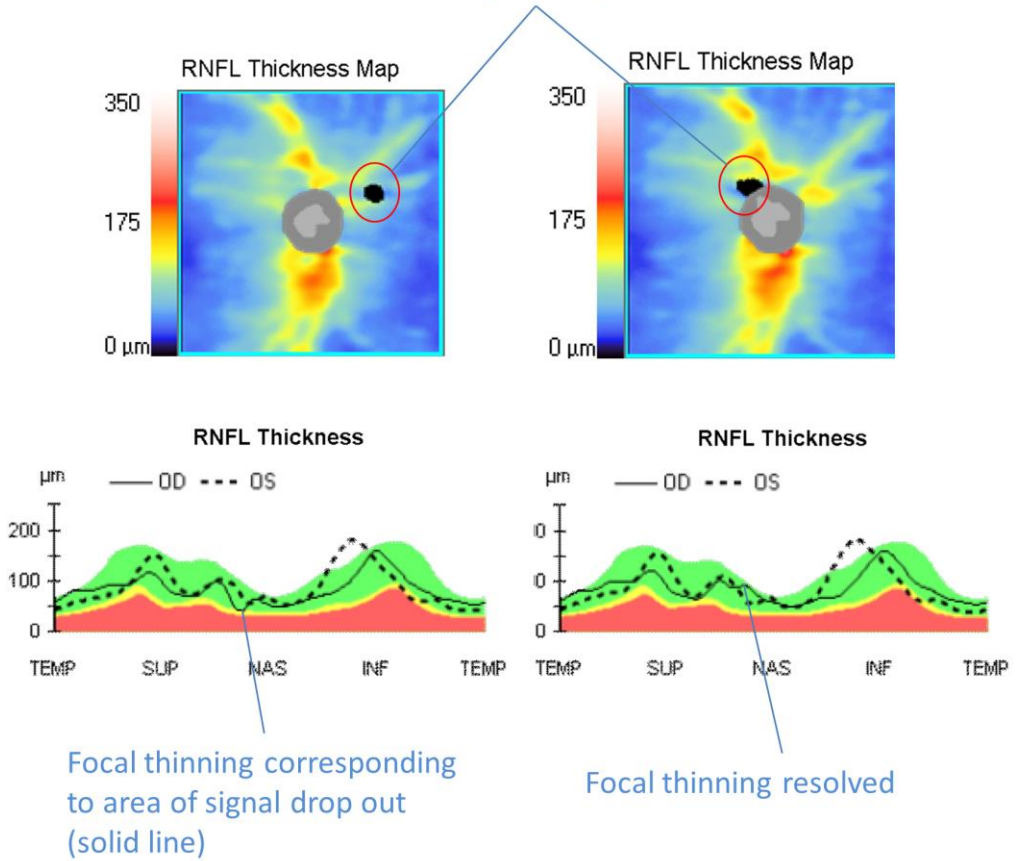 RNFL Thickness Map
350
175
0 µm
RNFL Thickness Map
350
175
0 µm
RNFL Thickness
µm
OD
OS
200
100
0
TEMP
SUP
NAS
INF
TEMP
RNFL Thickness
µm
OD
OS
0
0
0
TEMP
SUP
NAS
INF
TEMP
Focal thinning corresponding
to area of signal drop out
(solid line)
Focal thinning resolved